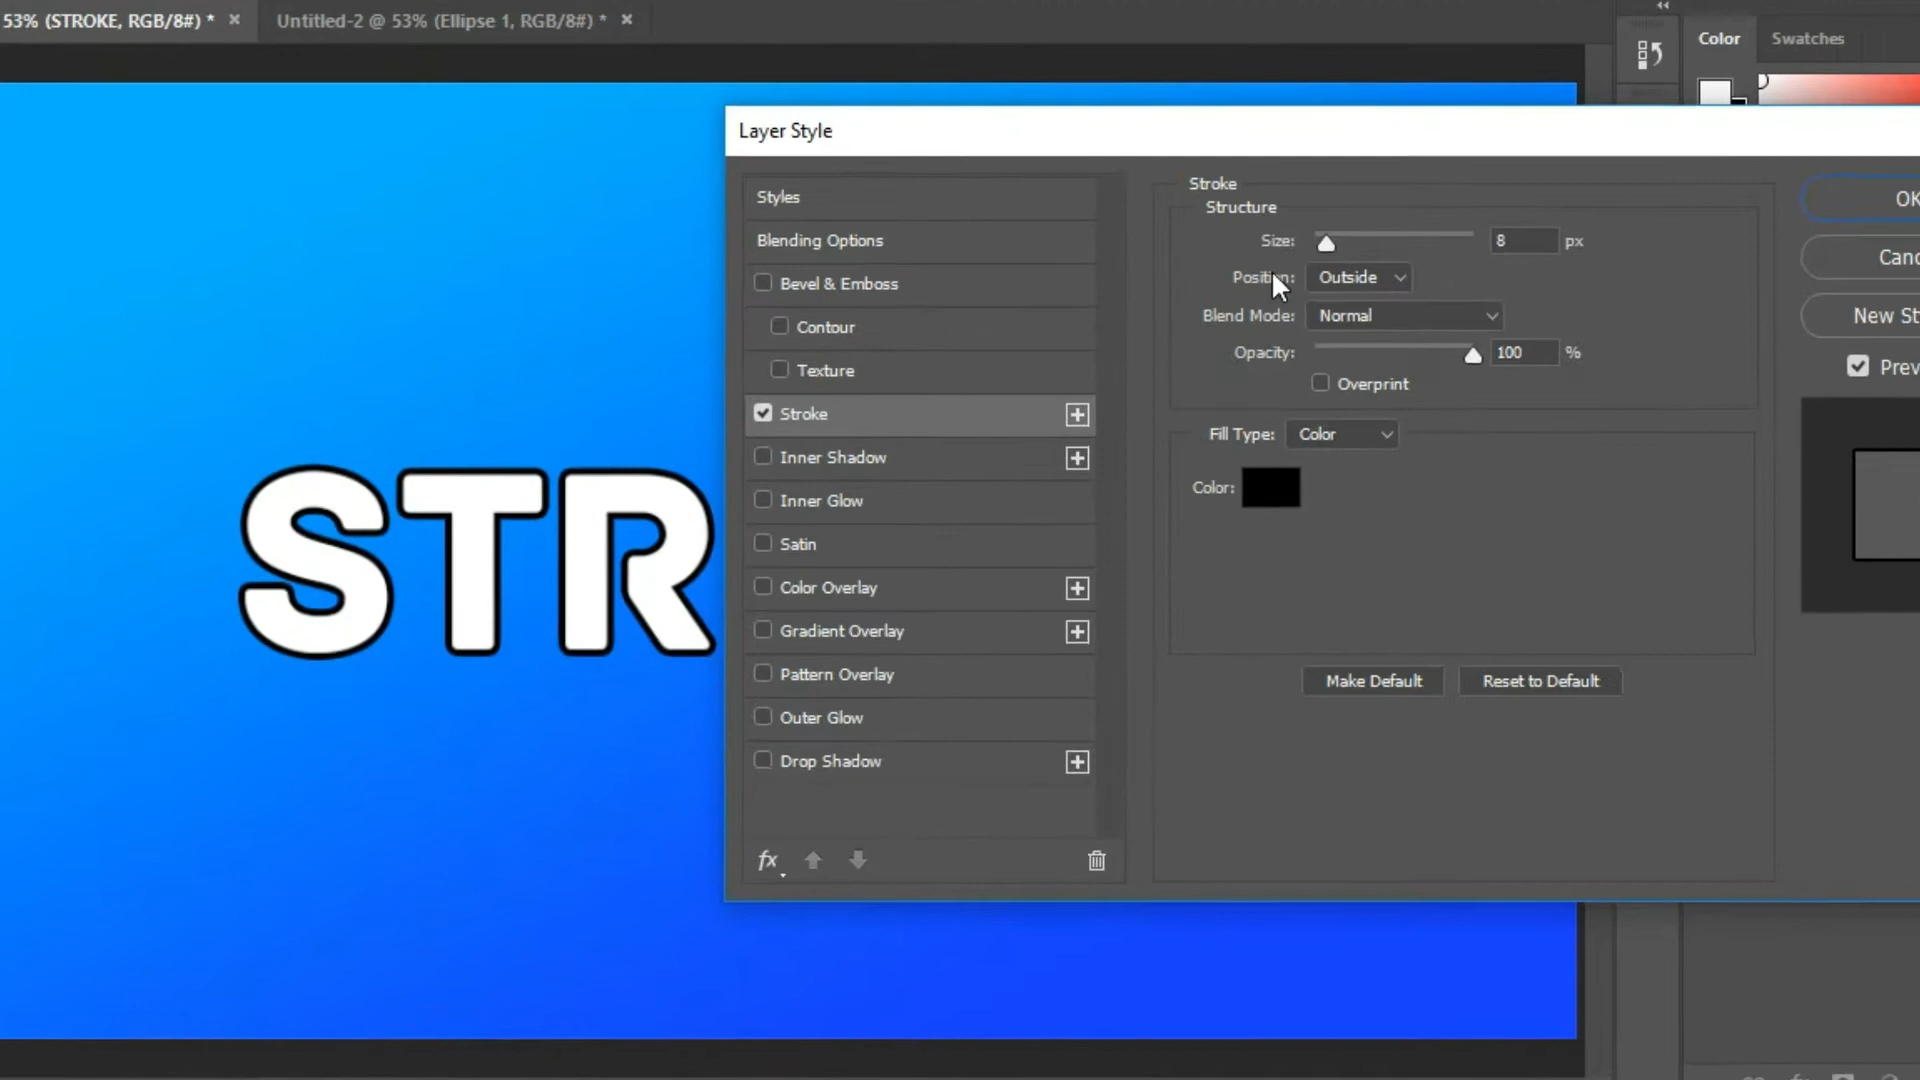 53% (STROKE, RGB/8#) * ×
Untitled-2 @ 53% (Ellipse 1, RGB/8#) * ×
Color
Swatches
Layer Style
Styles
Blending Options
Bevel & Emboss
Contour
Texture
Stroke
Inner Shadow
Inner Glow
Satin
Color Overlay
Gradient Overlay
Pattern Overlay
Outer Glow
Drop Shadow
fx
Stroke
Structure
Size: 8 px
Position: Outside
Blend Mode: Normal
Opacity: 100 %
Overprint
Fill Type: Color
Color:
Make Default
Reset to Default
OK
Canc
New St
Prev
STR